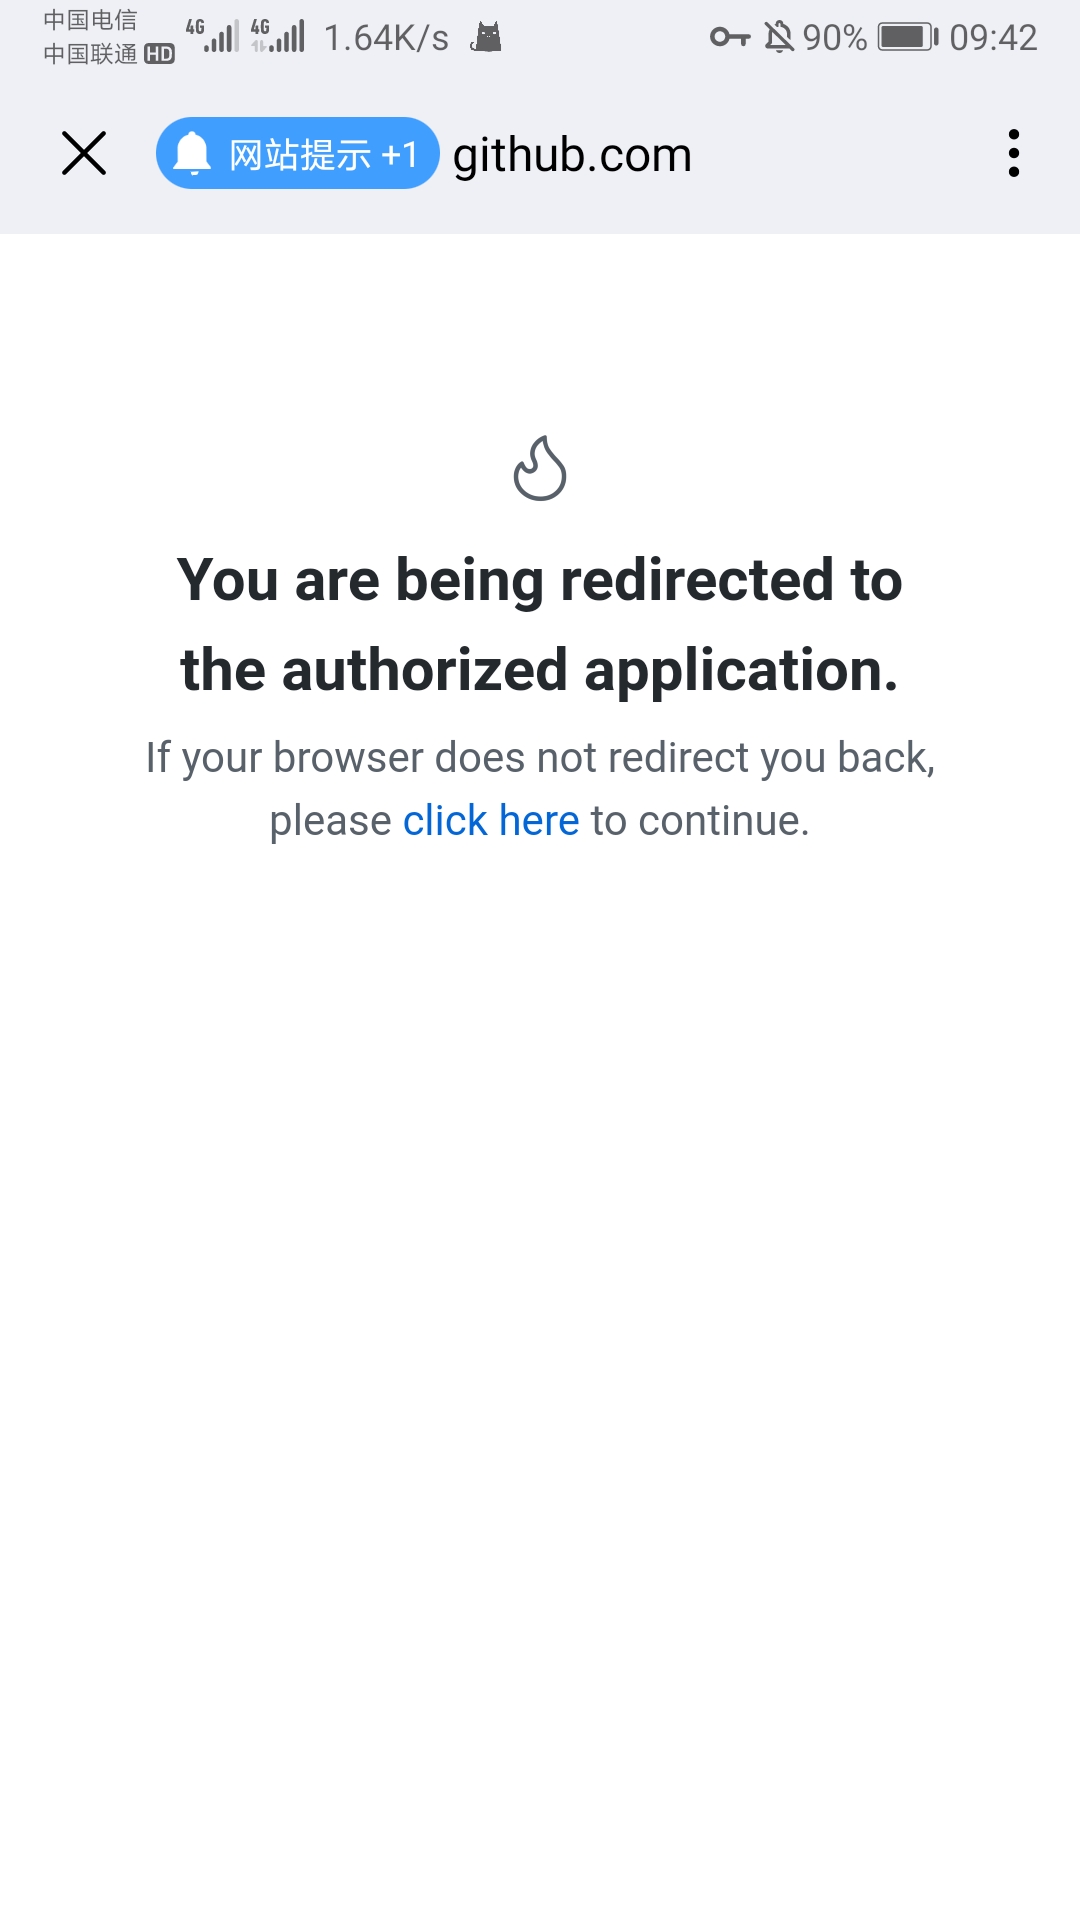 中国电信
中国联通 HD
4G 4G 1.64K/s 90% 09:42
网站提示 +1 github.com
You are being redirected to
the authorized application.
If your browser does not redirect you back,
please click here to continue.